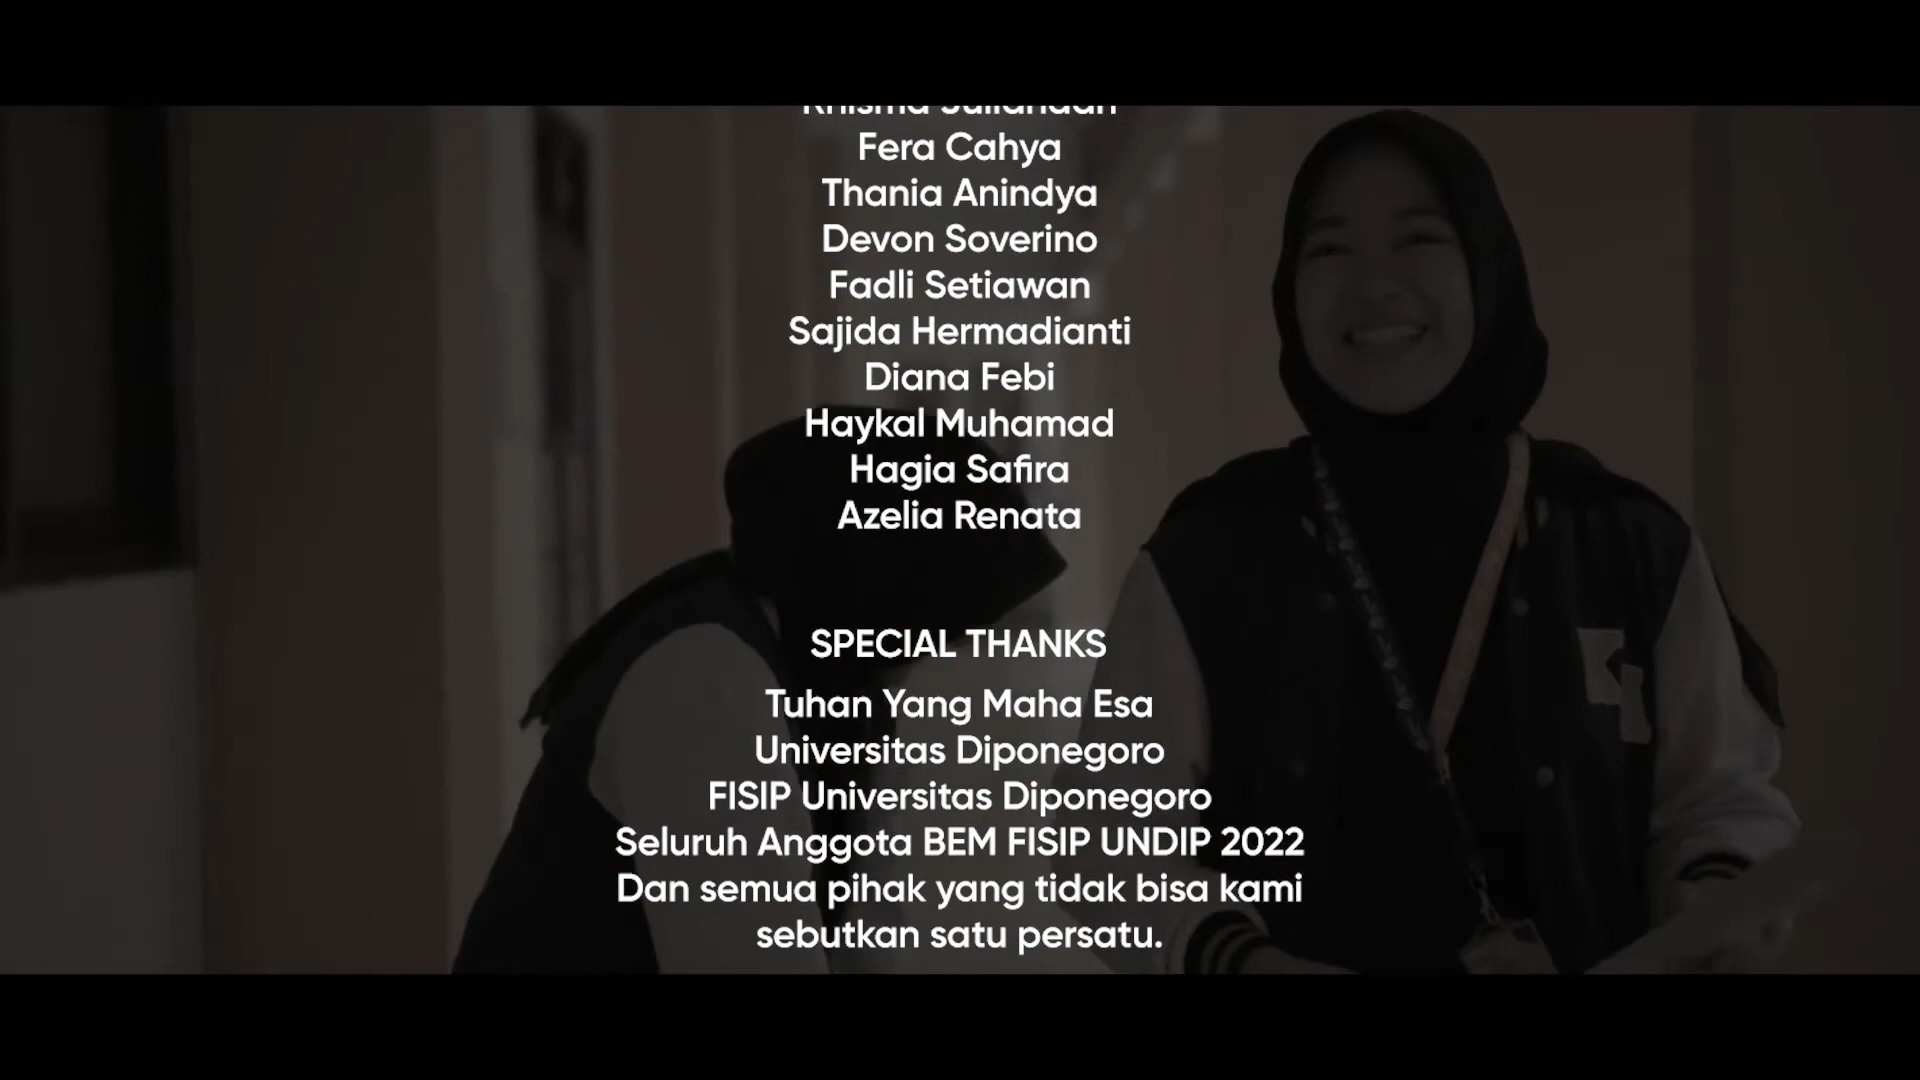 Fera Cahya
Thania Anindya
Devon Soverino
Fadli Setiawan
Sajida Hermadianti
Diana Febi
Haykal Muhamad
Hagia Safira
Azelia Renata
SPECIAL THANKS
Tuhan Yang Maha Esa
Universitas Diponegoro
FISIP Universitas Diponegoro
Seluruh Anggota BEM FISIP UNDIP 2022
Dan semua pihak yang tidak bisa kami
sebutkan satu persatu.